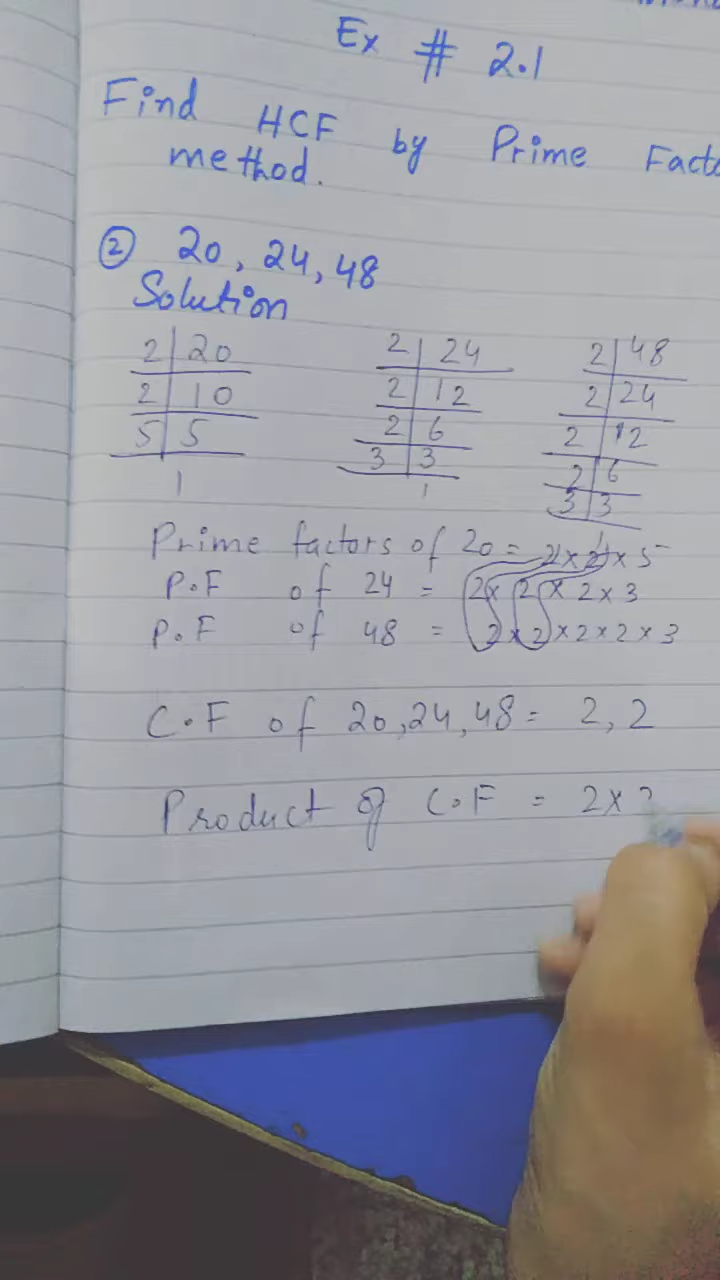 Ex # 2.1
Find HCF by Prime
method.
② 20, 24, 48
Solution
2 | 20 2 | 24 2 | 48
2 | 10 2 | 12 2 | 24
5 | 5 2 | 6 2 | 12
1 3 | 3 2 | 6
1 3 | 3
Prime factors of 20 = 2 x 2 x 5
P.F of 24 = 2 x 2 x 2 x 3
P.F of 48 = 2 x 2 x 2 x 2 x 3
C.F of 20, 24, 48 = 2, 2
Product of C.F = 2 x